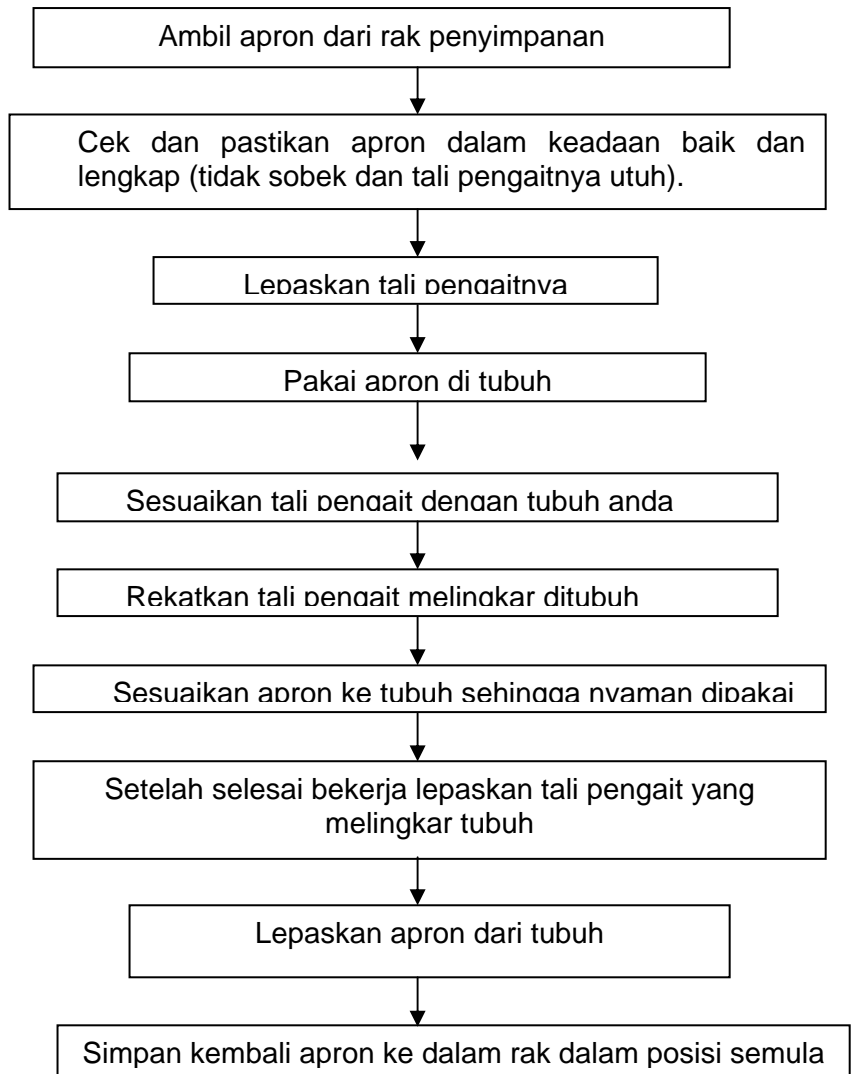 Ambil apron dari rak penyimpanan
Cek dan pastikan apron dalam keadaan baik dan
lengkap (tidak sobek dan tali pengaitnya utuh).
Lepaskan tali pengaitnya
Pakai apron di tubuh
Sesuaikan tali pengait dengan tubuh anda
Rekatkan tali pengait melingkar ditubuh
Sesuaikan apron ke tubuh sehingga nyaman dipakai
Setelah selesai bekerja lepaskan tali pengait yang
melingkar tubuh
Lepaskan apron dari tubuh
Simpan kembali apron ke dalam rak dalam posisi semula